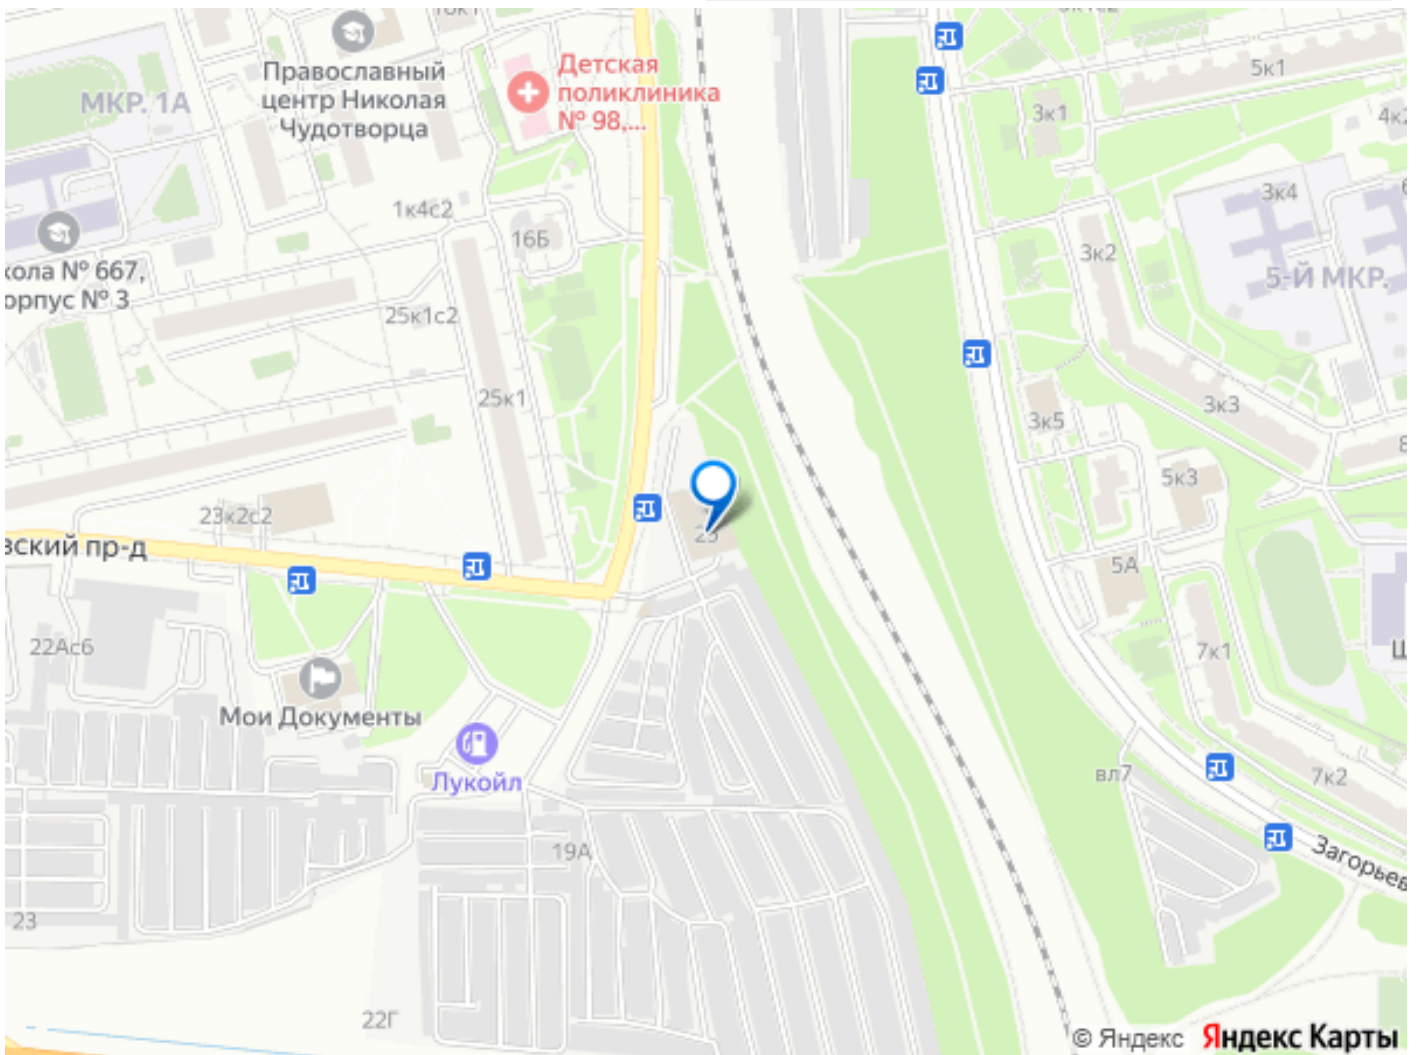 5к1
МКР. 1А
Православный
центр Николая
Чудотворца
Детская
поликлиника
№ 98,...
3к1
3к4
1к4с2
16Б
3к2
5-Й МКР.
кола № 667,
орпус № 3
25к1с2
25к1
3к3
3к5
5к3
23к2с2
вский пр-д
5А
22Ас6
7к1
Мои Документы
Лукойл
вл7
7к2
19А
Загорьев
23
22Г
© Яндекс Яндекс Карты